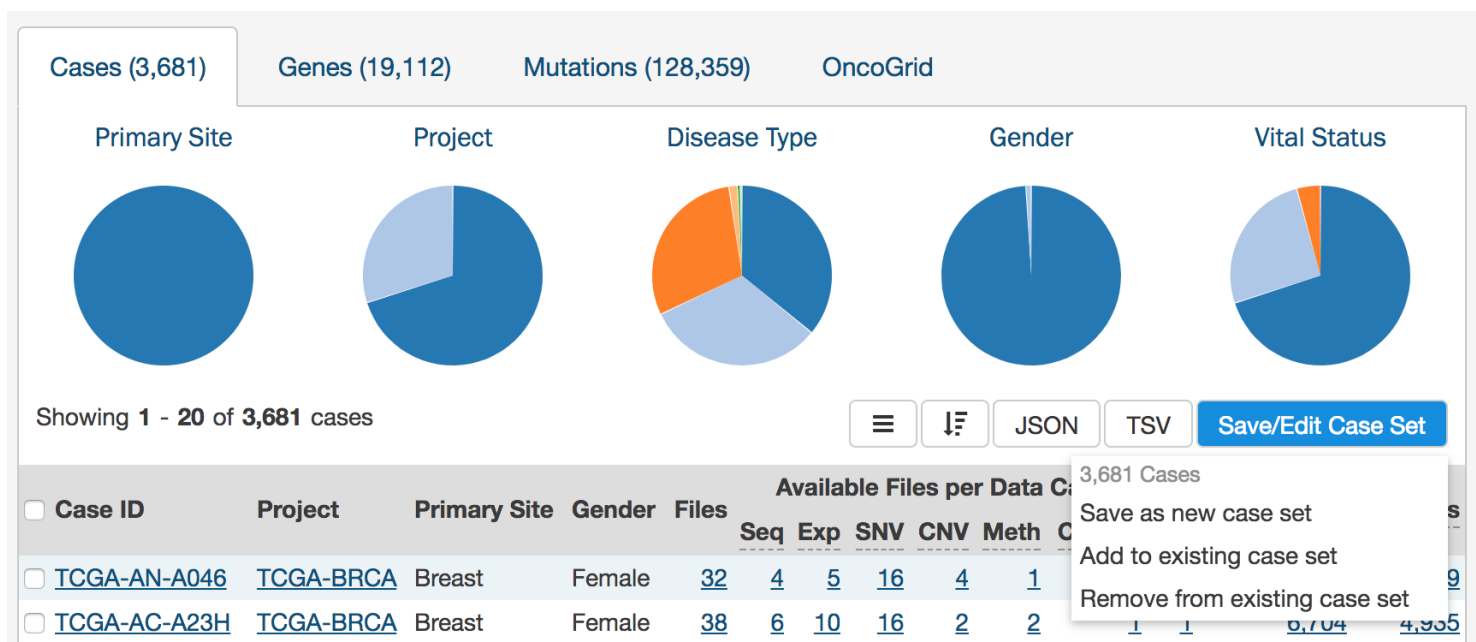 Cases (3,681) Genes (19,112) Mutations (128,359) OncoGrid
Primary Site Project Disease Type Gender Vital Status
Showing 1 - 20 of 3,681 cases JSON TSV Save/Edit Case Set
3,681 Cases
Save as new case set
Add to existing case set
Remove from existing case set
Available Files per Data
Case ID Project Primary Site Gender Files
Seq Exp SNV CNV Meth
TCGA-AN-A046 TCGA-BRCA Breast Female 32 4 5 16 4 1
TCGA-AC-A23H TCGA-BRCA Breast Female 38 6 10 16 2 2 1 1 6,704 4,935